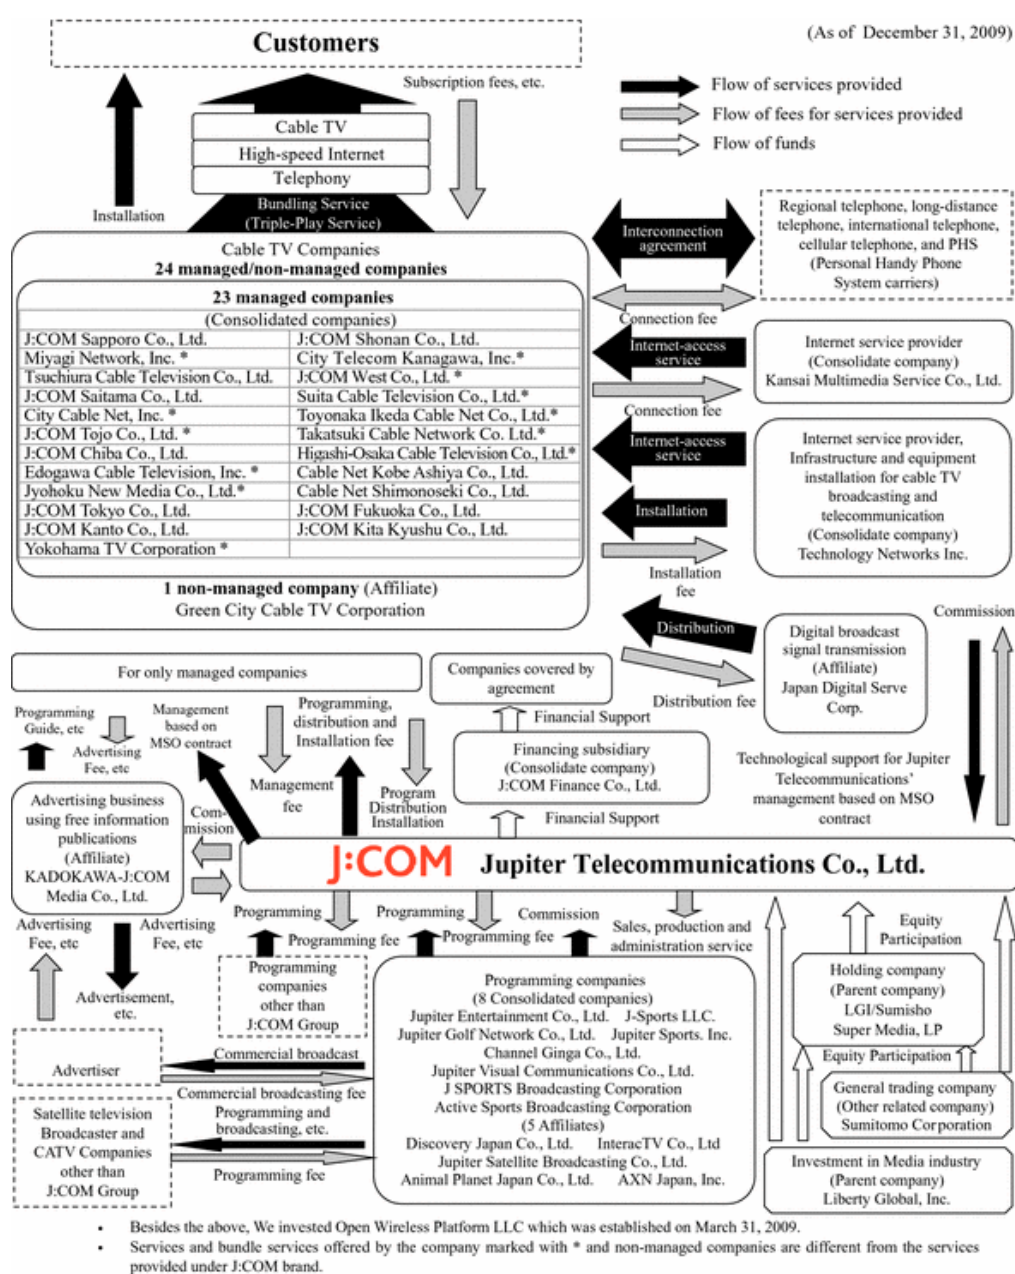 Customers
(As of December 31, 2009)
Subscription fees, etc.
Flow of services provided
Flow of fees for services provided
Flow of funds
Cable TV
High-speed Internet
Telephony
Installation
Bundling Service
(Triple-Play Service)
Cable TV Companies
24 managed/non-managed companies
23 managed companies
(Consolidated companies)
J:COM Sapporo Co., Ltd.
J:COM Shonan Co., Ltd.
Miyagi Network, Inc. *
City Telecom Kanagawa, Inc.*
Tsuchiura Cable Television Co., Ltd.
J:COM West Co., Ltd. *
J:COM Saitama Co., Ltd.
Suita Cable Television Co., Ltd.*
City Cable Net, Inc. *
Toyonaka Ikeda Cable Net Co., Ltd.*
J:COM Tojo Co., Ltd. *
Takatsuki Cable Network Co. Ltd.*
J:COM Chiba Co., Ltd.
Higashi-Osaka Cable Television Co., Ltd.*
Edogawa Cable Television, Inc. *
Cable Net Kobe Ashiya Co., Ltd.
Jyohoku New Media Co., Ltd.*
Cable Net Shimonoseki Co., Ltd.
J:COM Tokyo Co., Ltd.
J:COM Fukuoka Co., Ltd.
J:COM Kanto Co., Ltd.
J:COM Kita Kyushu Co., Ltd.
Yokohama TV Corporation *
1 non-managed company (Affiliate)
Green City Cable TV Corporation
Interconnection
agreement
Connection fee
Regional telephone, long-distance
telephone, international telephone,
cellular telephone, and PHS
(Personal Handy Phone
System carriers)
Internet-access
service
Connection fee
Internet service provider
(Consolidate company)
Kansai Multimedia Service Co., Ltd.
Internet-access
service
Installation
Installation
fee
Internet service provider,
Infrastructure and equipment
installation for cable TV
broadcasting and
telecommunication
(Consolidate company)
Technology Networks Inc.
Distribution
Distribution fee
Digital broadcast
signal transmission
(Affiliate)
Japan Digital Serve
Corp.
Commission
Technological support for Jupiter
Telecommunications'
management based on MSO
contract
For only managed companies
Companies covered by
agreement
Financial Support
Financing subsidiary
(Consolidate company)
J:COM Finance Co., Ltd.
Financial Support
Programming
Guide, etc
Advertising
Fee, etc
Management
based on
MSO contract
Management
fee
Programming,
distribution and
Installation fee
Program
Distribution
Installation
Advertising business
using free information
publications
(Affiliate)
KADOKAWA-J:COM
Media Co., Ltd.
Com-
mission
J:COM Jupiter Telecommunications Co., Ltd.
Advertising
Fee, etc
Advertising
Fee, etc
Advertisement,
etc.
Programming
Programming fee
Programming
Programming fee
Commission
Sales, production and
administration service
Equity
Participation
Programming
companies
other than
J:COM Group
Programming companies
(8 Consolidated companies)
Jupiter Entertainment Co., Ltd. J-Sports LLC.
Jupiter Golf Network Co., Ltd. Jupiter Sports, Inc.
Channel Ginga Co., Ltd.
Jupiter Visual Communications Co., Ltd.
J SPORTS Broadcasting Corporation
Active Sports Broadcasting Corporation
(5 Affiliates)
Discovery Japan Co., Ltd. InteracTV Co., Ltd
Jupiter Satellite Broadcasting Co., Ltd.
Animal Planet Japan Co., Ltd. AXN Japan, Inc.
Holding company
(Parent company)
LGI/Sumisho
Super Media, LP
Equity Participation
General trading company
(Other related company)
Sumitomo Corporation
Investment in Media industry
(Parent company)
Liberty Global, Inc.
Advertiser
Commercial broadcast
Commercial broadcasting fee
Satellite television
Broadcaster and
CATV Companies
other than
J:COM Group
Programming and
broadcasting, etc.
Programming fee
• Besides the above, We invested Open Wireless Platform LLC which was established on March 31, 2009.
• Services and bundle services offered by the company marked with * and non-managed companies are different from the services
provided under J:COM brand.